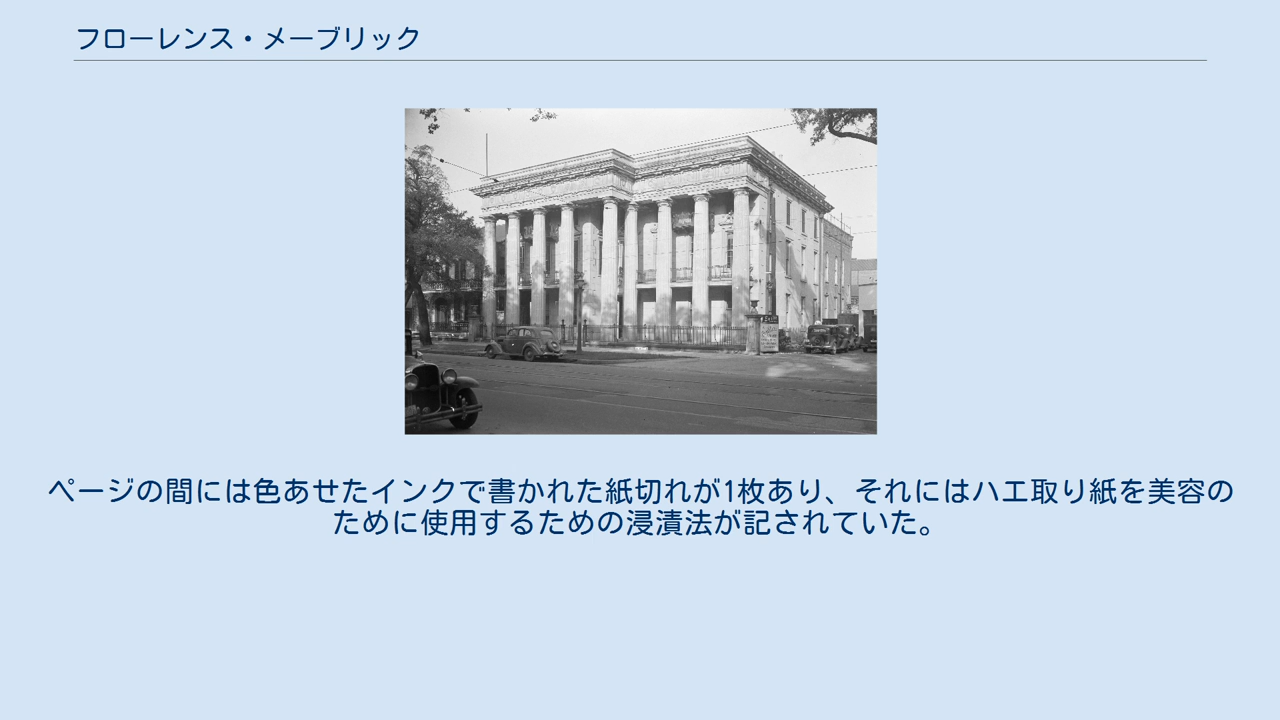 フローレンス・メーブリック
ページの間には色あせたインクで書かれた紙切れが1枚あり、それにはハエ取り紙を美容の
ために使用するための浸漬法が記されていた。